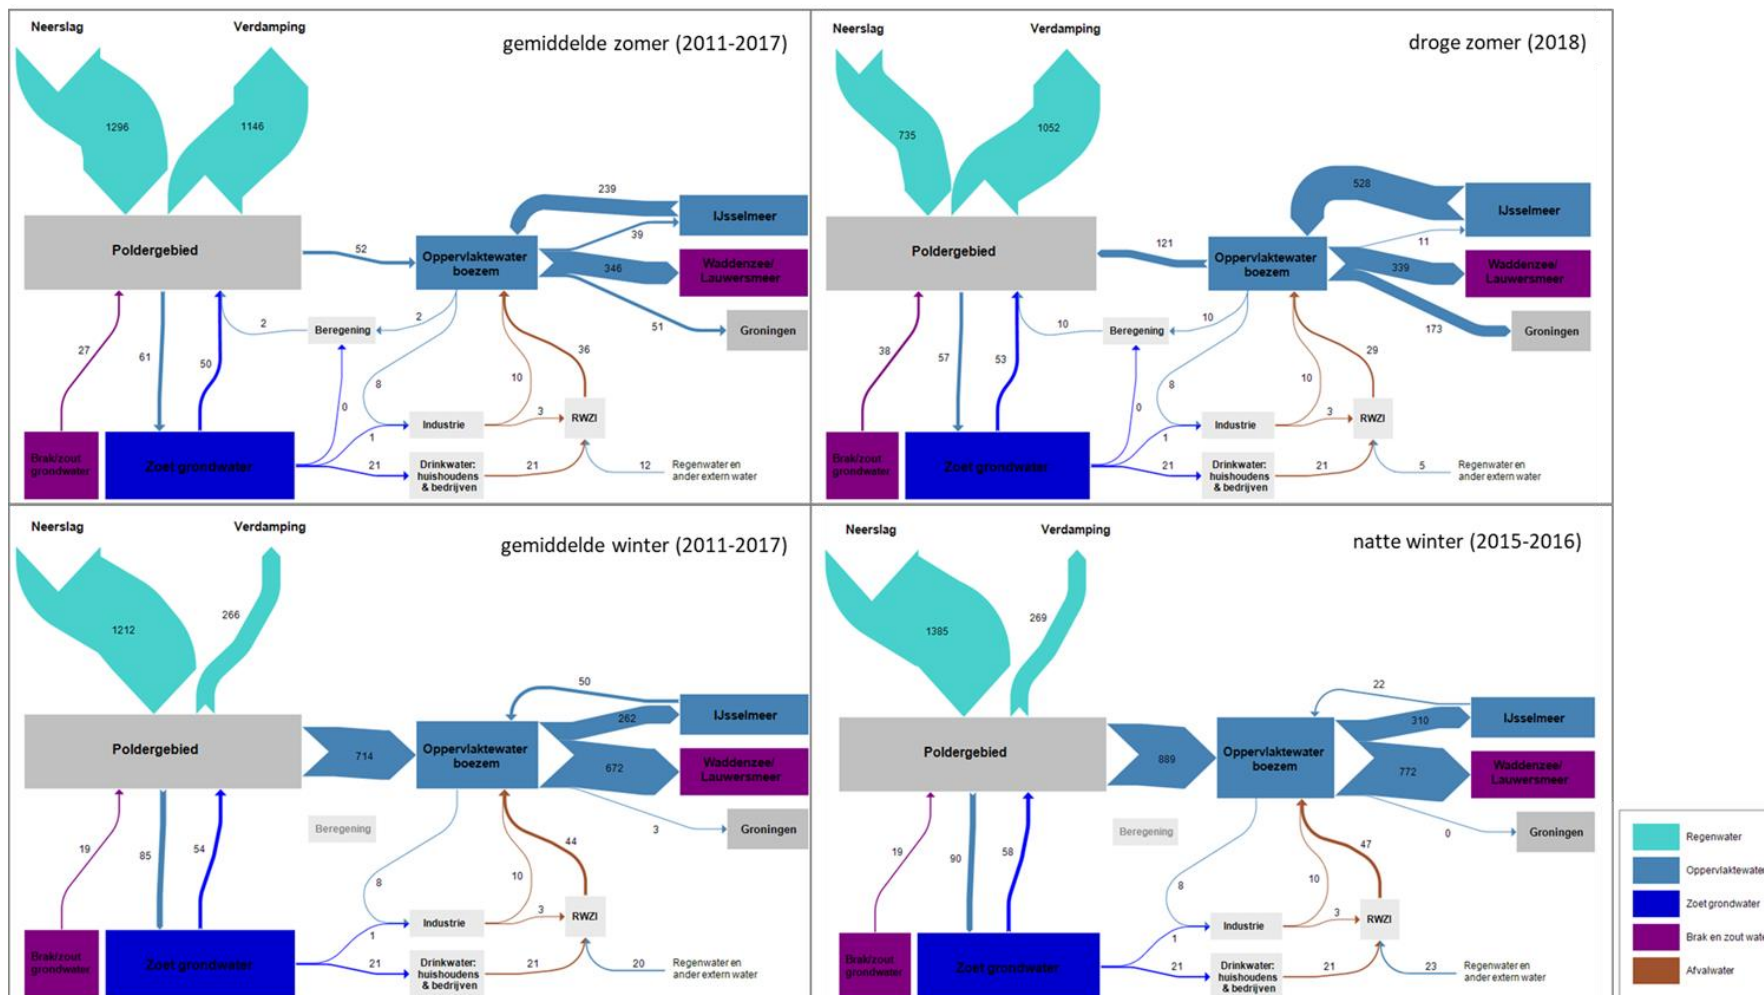 Neerslag
Verdamping
gemiddelde zomer (2011-2017)
1296
1146
239
IJsselmeer
39
Poldergebied
52
Oppervlaktewater
boezem
346
Waddenzee/
Lauwersmeer
51
Groningen
2
Beregening
2
27
61
50
36
0
8
10
Industrie
3
RWZI
1
Brak/zout
grondwater
Zoet grondwater
21
Drinkwater:
huishoudens
& bedrijven
21
12
Regenwater en
ander extern water
Neerslag
Verdamping
droge zomer (2018)
735
1052
528
IJsselmeer
11
Poldergebied
121
Oppervlaktewater
boezem
339
Waddenzee/
Lauwersmeer
173
Groningen
10
Beregening
10
38
57
53
29
0
8
10
Industrie
3
RWZI
1
Brak/zout
grondwater
Zoet grondwater
21
Drinkwater:
huishoudens
& bedrijven
21
5
Regenwater en
ander extern water
Neerslag
Verdamping
gemiddelde winter (2011-2017)
1212
266
50
262
IJsselmeer
Poldergebied
714
Oppervlaktewater
boezem
672
Waddenzee/
Lauwersmeer
3
Groningen
Beregening
19
85
54
44
8
10
Industrie
3
RWZI
1
Brak/zout
grondwater
Zoet grondwater
21
Drinkwater:
huishoudens
& bedrijven
21
20
Regenwater en
ander extern water
Neerslag
Verdamping
natte winter (2015-2016)
1385
269
22
310
IJsselmeer
Poldergebied
889
Oppervlaktewater
boezem
772
Waddenzee/
Lauwersmeer
0
Groningen
Beregening
19
90
58
47
8
10
Industrie
3
RWZI
1
Brak/zout
grondwater
Zoet grondwater
21
Drinkwater:
huishoudens
& bedrijven
21
23
Regenwater en
ander extern water
Regenwater
Oppervlaktewater
Zoet grondwater
Brak en zout wate
Afvalwater